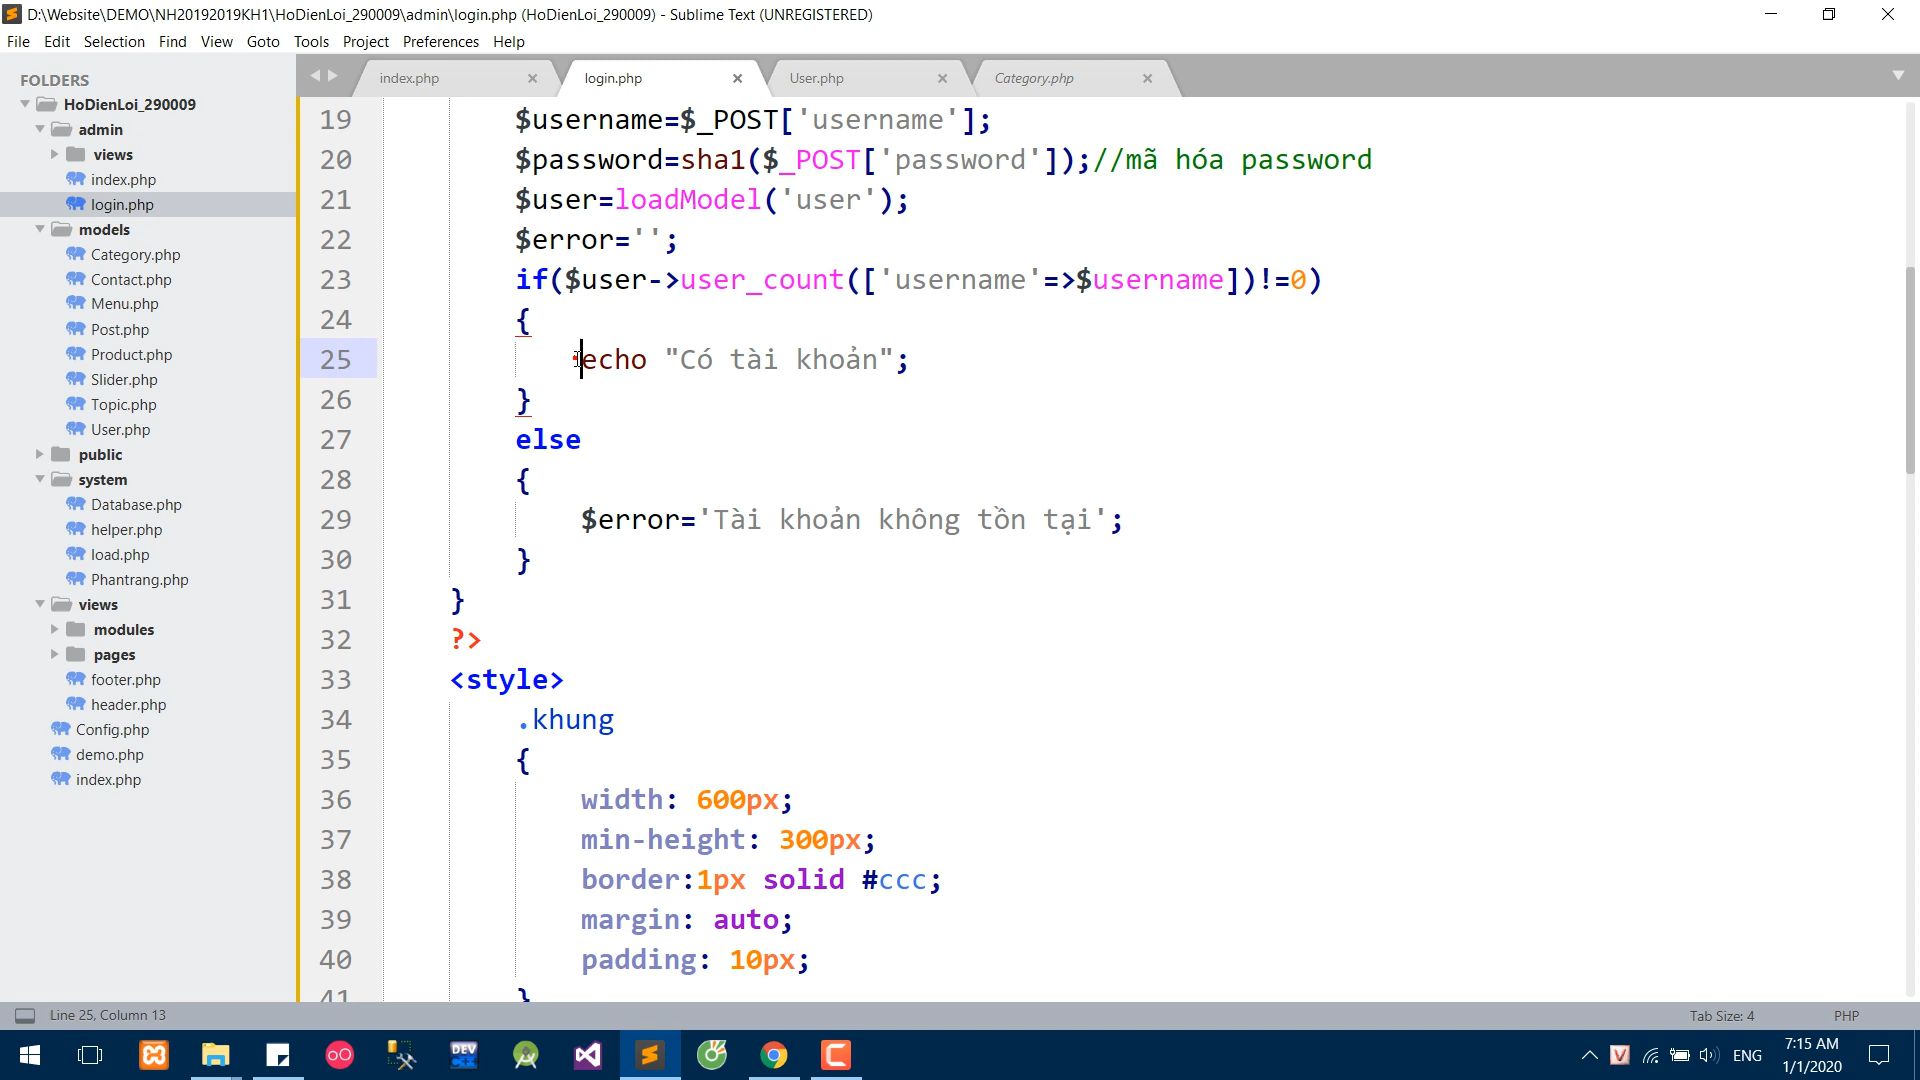 D:\Website\DEMO\NH20192019KH1\HoDienLoi_290009\admin\login.php (HoDienLoi_290009) - Sublime Text (UNREGISTERED)
File Edit Selection Find View Goto Tools Project Preferences Help
FOLDERS
HoDienLoi_290009
admin
views
index.php
login.php
models
Category.php
Contact.php
Menu.php
Post.php
Product.php
Slider.php
Topic.php
User.php
public
system
Database.php
helper.php
load.php
Phantrang.php
views
modules
pages
footer.php
header.php
Config.php
demo.php
index.php
index.php login.php User.php Category.php
19 $username=$_POST['username'];
20 $password=sha1($_POST['password']);//mã hóa password
21 $user=loadModel('user');
22 $error='';
23 if($user->user_count(['username'=>$username])!=0)
24 {
25 echo "Có tài khoản";
26 }
27 else
28 {
29 $error='Tài khoản không tồn tại';
30 }
31 }
32 ?>
33 <style>
34 .khung
35 {
36 width: 600px;
37 min-height: 300px;
38 border:1px solid #ccc;
39 margin: auto;
40 padding: 10px;
41 }
Line 25, Column 13 Tab Size: 4 PHP
DEV
ENG
7:15 AM
1/1/2020